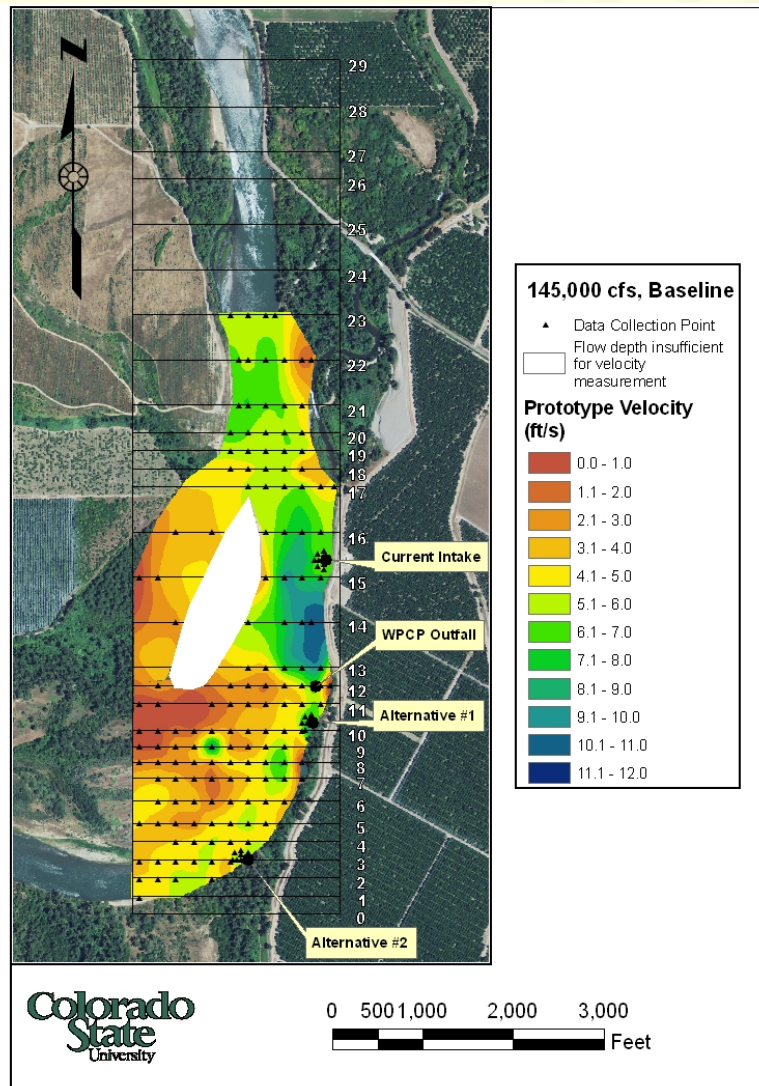 N
29
28
27
26
25
24
23
22
21
20
19
18
17
16
15
14
13
12
11
10
9
8
7
6
5
4
3
2
1
0
Current Intake
WPCP Outfall
Alternative #1
Alternative #2
145,000 cfs, Baseline
Data Collection Point
Flow depth insufficient
for velocity
measurement
Prototype Velocity
(ft/s)
0.0 - 1.0
1.1 - 2.0
2.1 - 3.0
3.1 - 4.0
4.1 - 5.0
5.1 - 6.0
6.1 - 7.0
7.1 - 8.0
8.1 - 9.0
9.1 - 10.0
10.1 - 11.0
11.1 - 12.0
Colorado
State
University
0 500 1,000 2,000 3,000
Feet